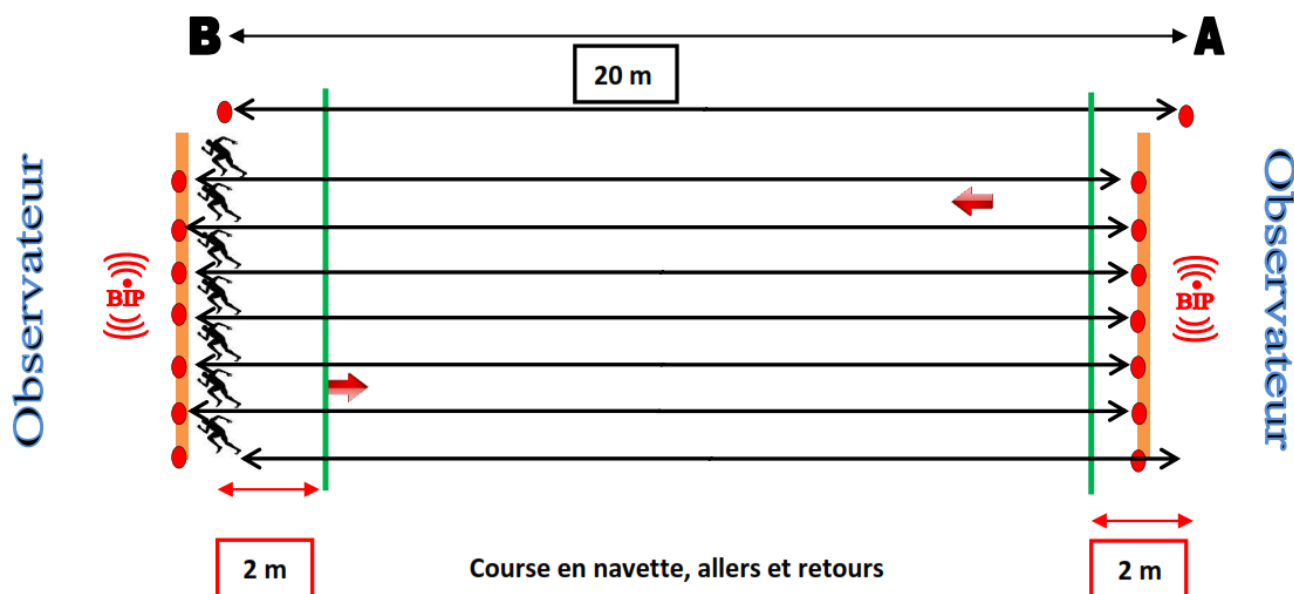 B
A
20 m
Observateur
Observateur
BIP
BIP
2 m
Course en navette, allers et retours
2 m